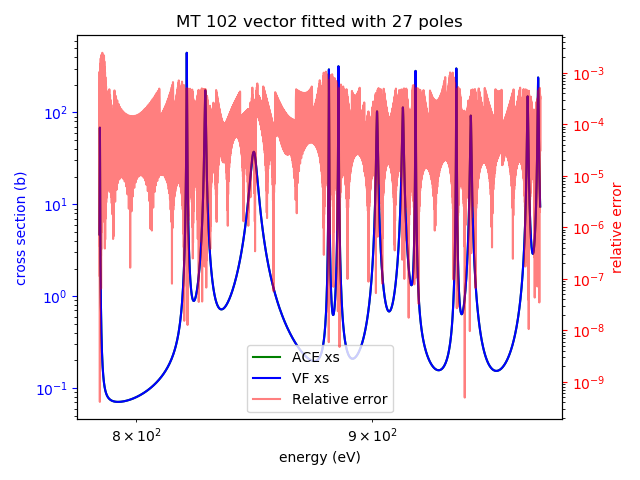 MT 102 vector fitted with 27 poles
cross section (b)
10²
10¹
10⁰
10⁻¹
10⁻³
10⁻⁴
10⁻⁵
10⁻⁶
10⁻⁷
10⁻⁸
10⁻⁹
relative error
ACE xs
VF xs
Relative error
8 × 10²
9 × 10²
energy (eV)